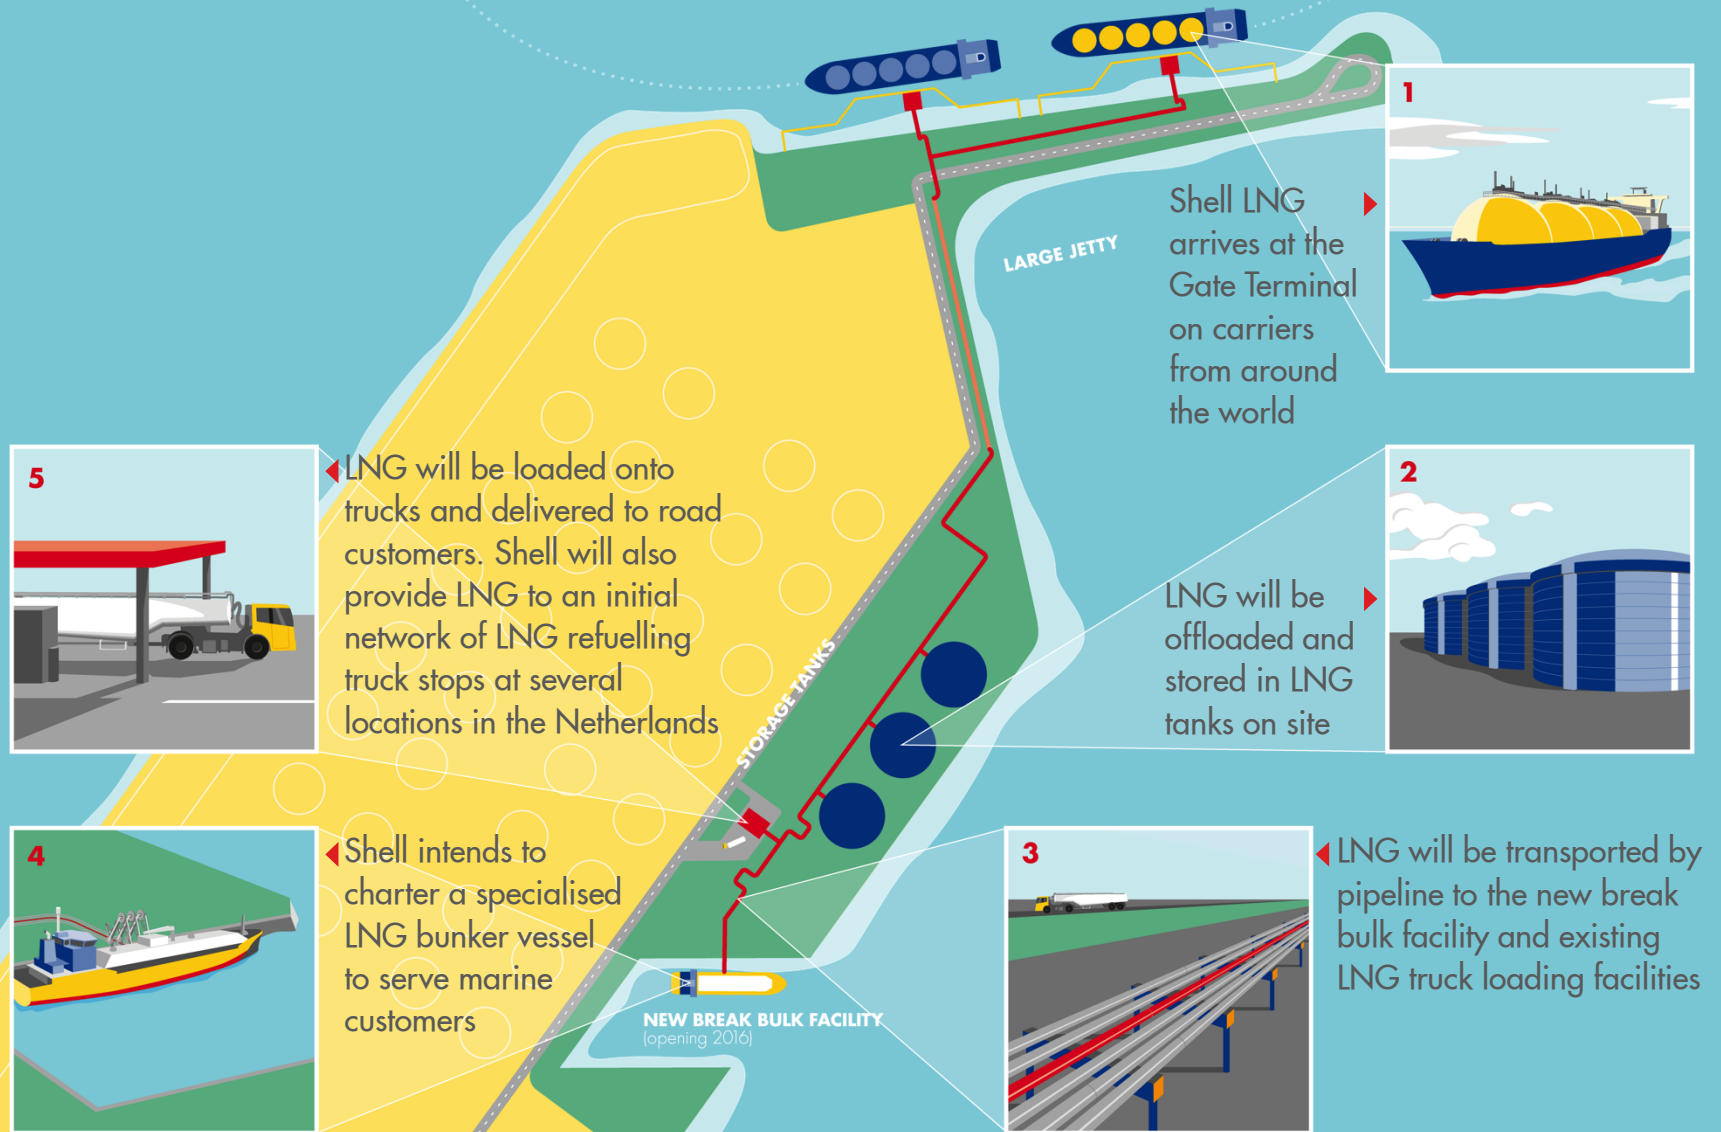 1
Shell LNG
arrives at the
Gate Terminal
on carriers
from around
the world
LARGE JETTY
2
LNG will be
offloaded and
stored in LNG
tanks on site
STORAGE TANKS
3
LNG will be transported by
pipeline to the new break
bulk facility and existing
LNG truck loading facilities
NEW BREAK BULK FACILITY
(opening 2016)
4
Shell intends to
charter a specialised
LNG bunker vessel
to serve marine
customers
5
LNG will be loaded onto
trucks and delivered to road
customers. Shell will also
provide LNG to an initial
network of LNG refuelling
truck stops at several
locations in the Netherlands